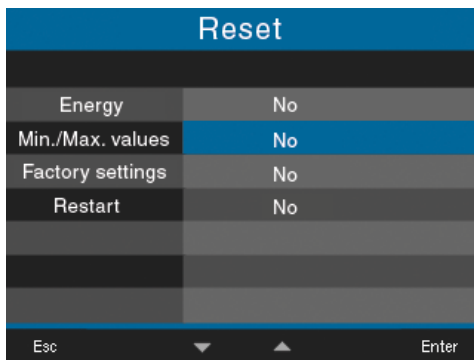 Reset
Energy No
Min./Max. values No
Factory settings No
Restart No
Esc Enter